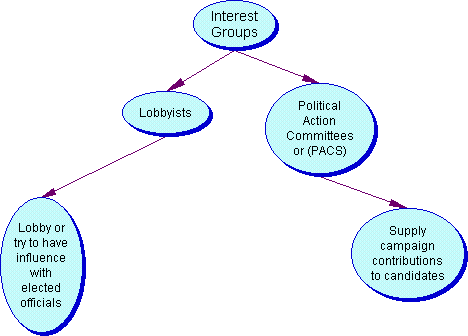 Interest
Groups
Lobbyists
Political
Action
Committees
or (PACS)
Lobby or
try to have
influence
with
elected
officials
Supply
campaign
contributions
to candidates